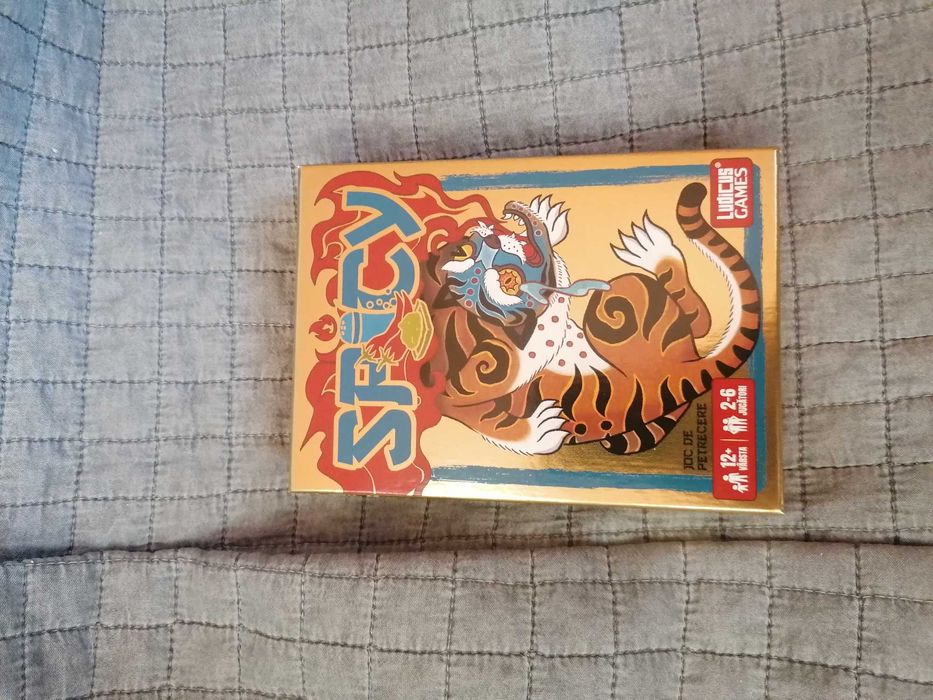 SPICY
LUDICUS®
GAMES
JOC DE
PETRECERE
12+
VÂRSTA
2-6
JUCĂTORI